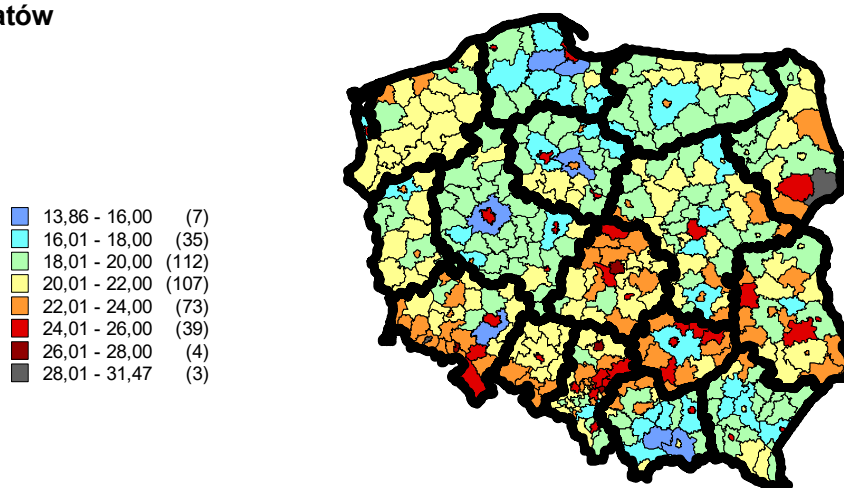 atów
13,86 - 16,00 (7)
16,01 - 18,00 (35)
18,01 - 20,00 (112)
20,01 - 22,00 (107)
22,01 - 24,00 (73)
24,01 - 26,00 (39)
26,01 - 28,00 (4)
28,01 - 31,47 (3)